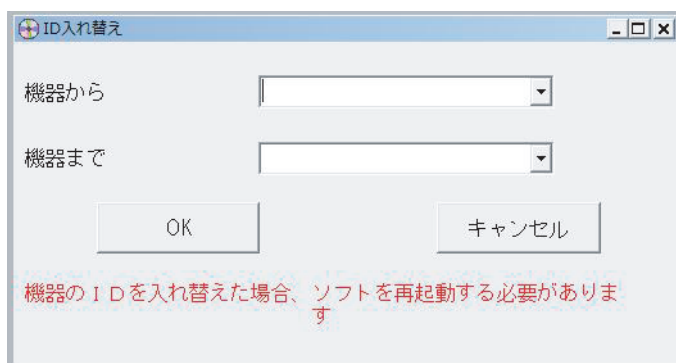 ID入れ替え
機器から
機器まで
OK
キャンセル
機器のＩＤを入れ替えた場合、ソフトを再起動する必要がありま
す